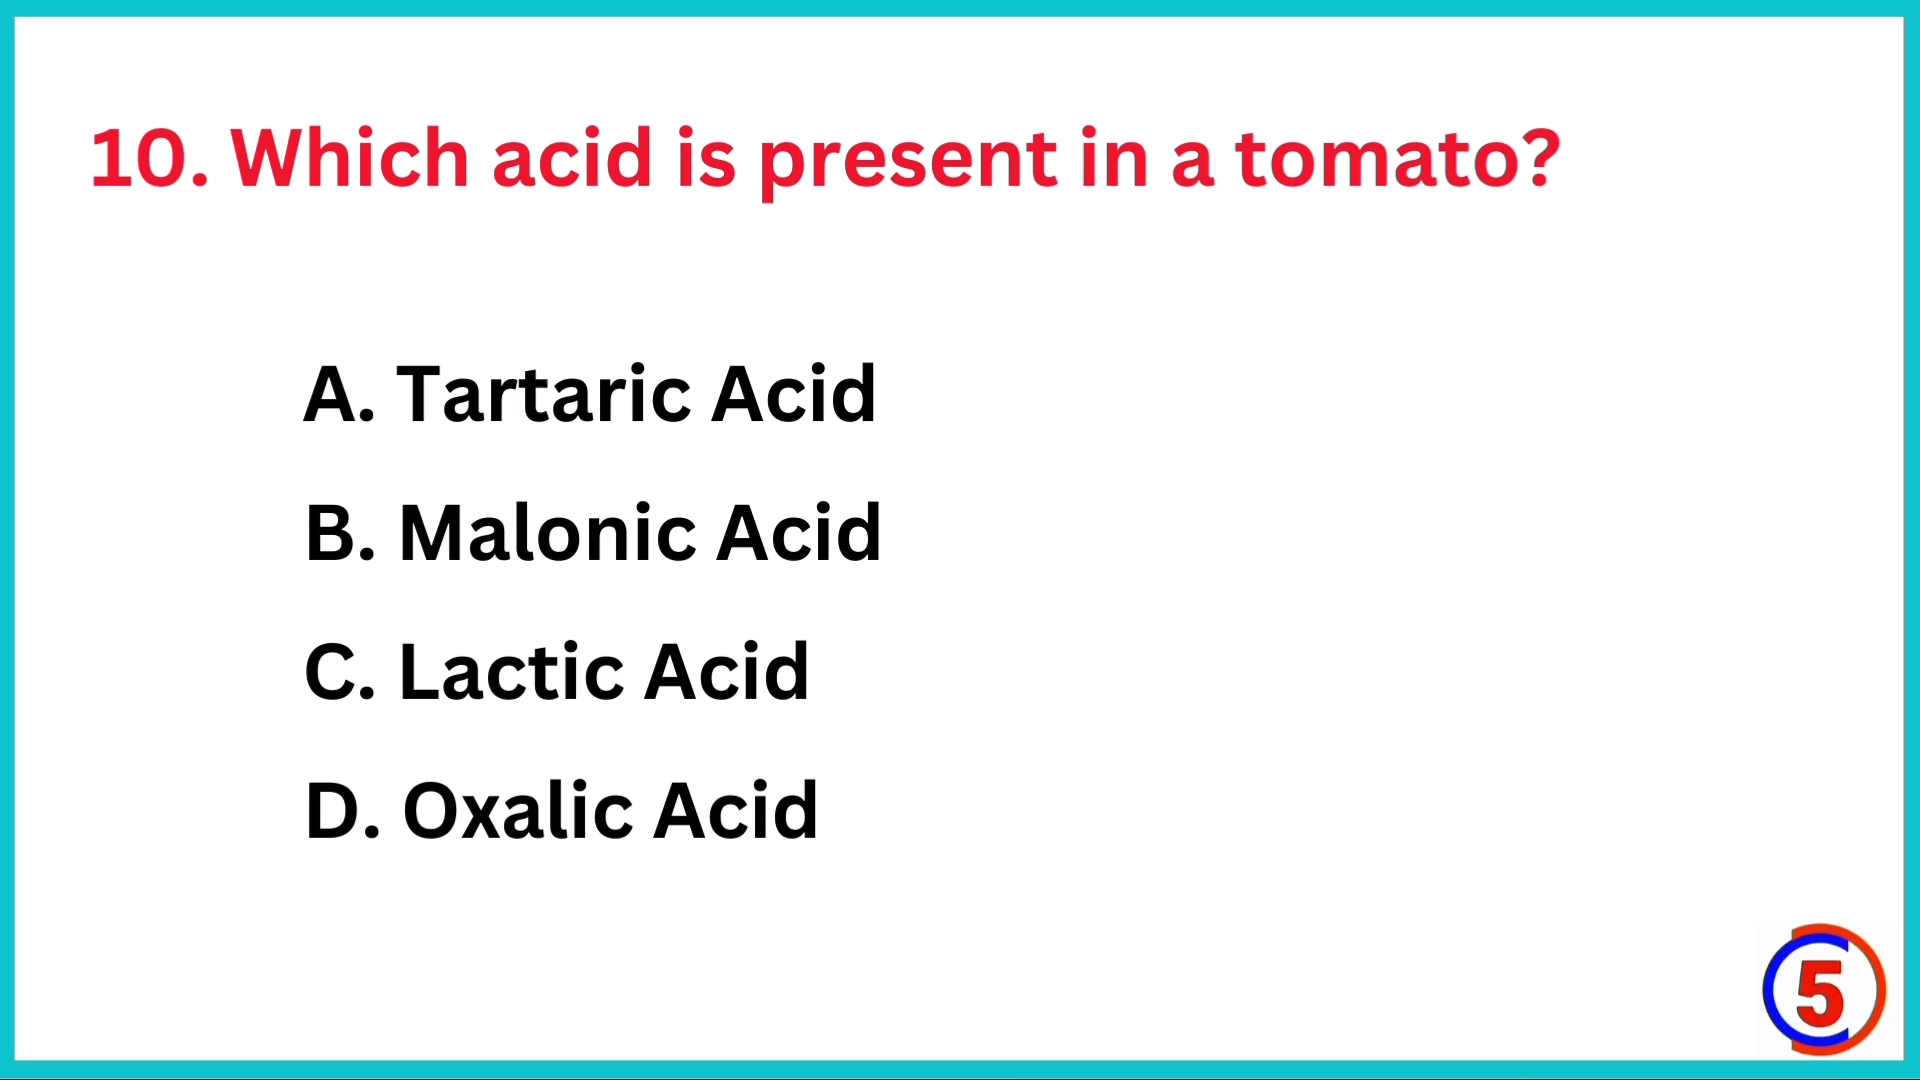 10. Which acid is present in a tomato?
A. Tartaric Acid
B. Malonic Acid
C. Lactic Acid
D. Oxalic Acid
5